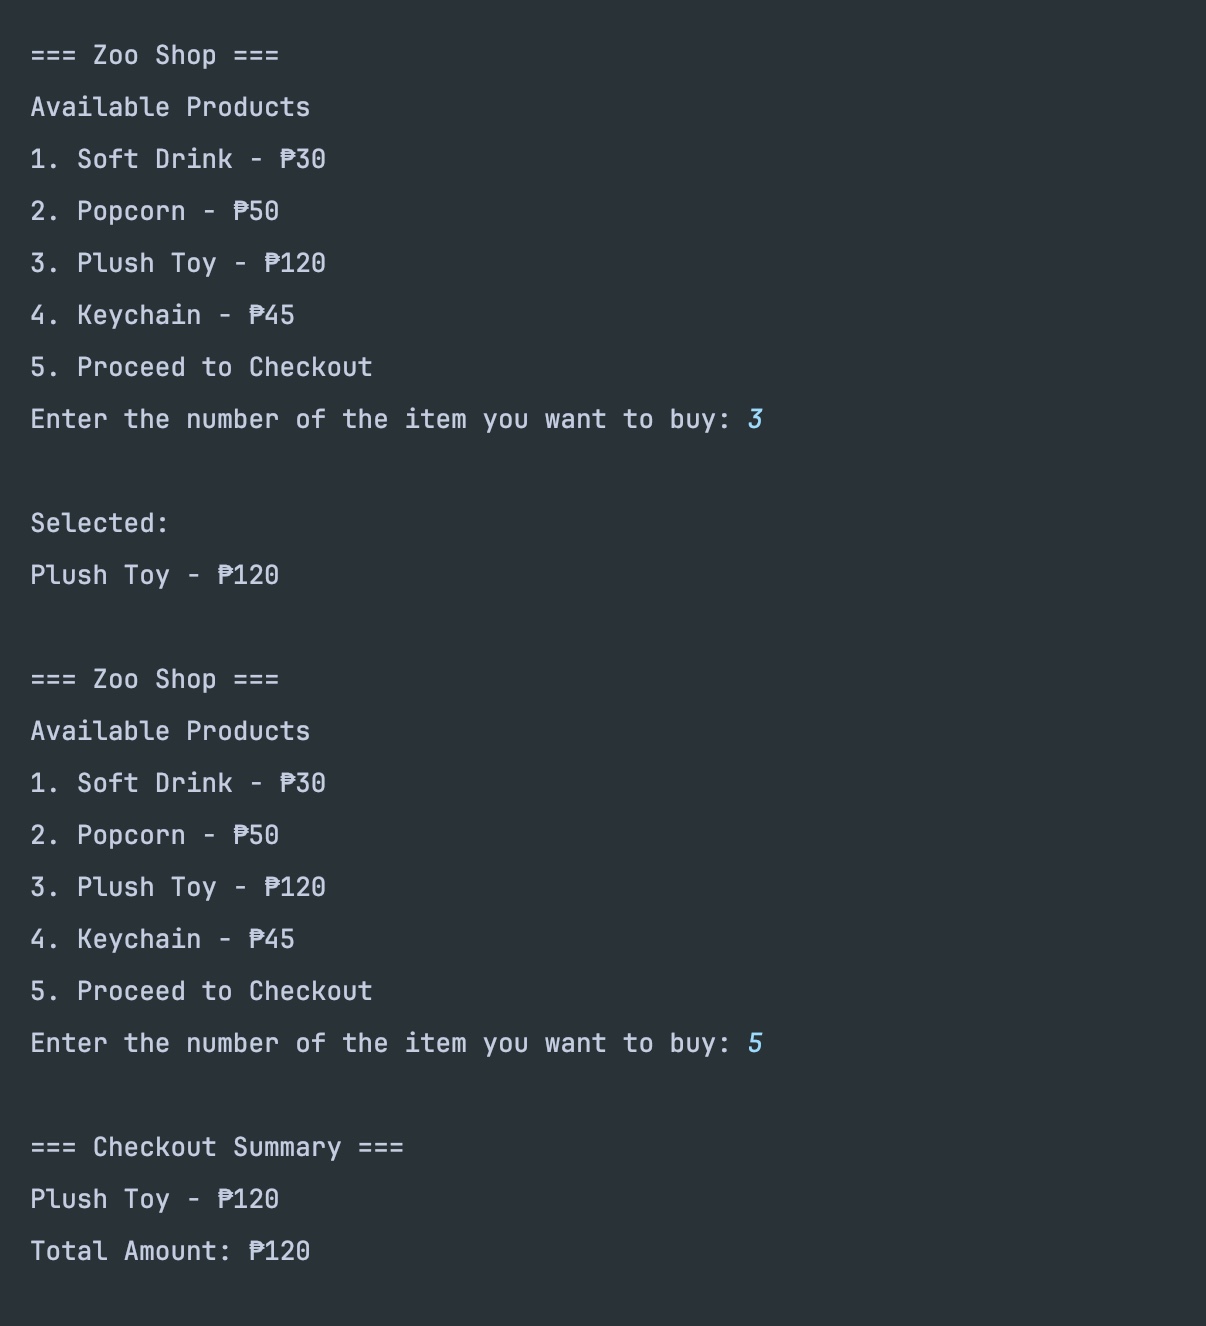 === Zoo Shop ===
Available Products
1. Soft Drink - ₱30
2. Popcorn - ₱50
3. Plush Toy - ₱120
4. Keychain - ₱45
5. Proceed to Checkout
Enter the number of the item you want to buy: 3
Selected:
Plush Toy - ₱120
=== Zoo Shop ===
Available Products
1. Soft Drink - ₱30
2. Popcorn - ₱50
3. Plush Toy - ₱120
4. Keychain - ₱45
5. Proceed to Checkout
Enter the number of the item you want to buy: 5
=== Checkout Summary ===
Plush Toy - ₱120
Total Amount: ₱120